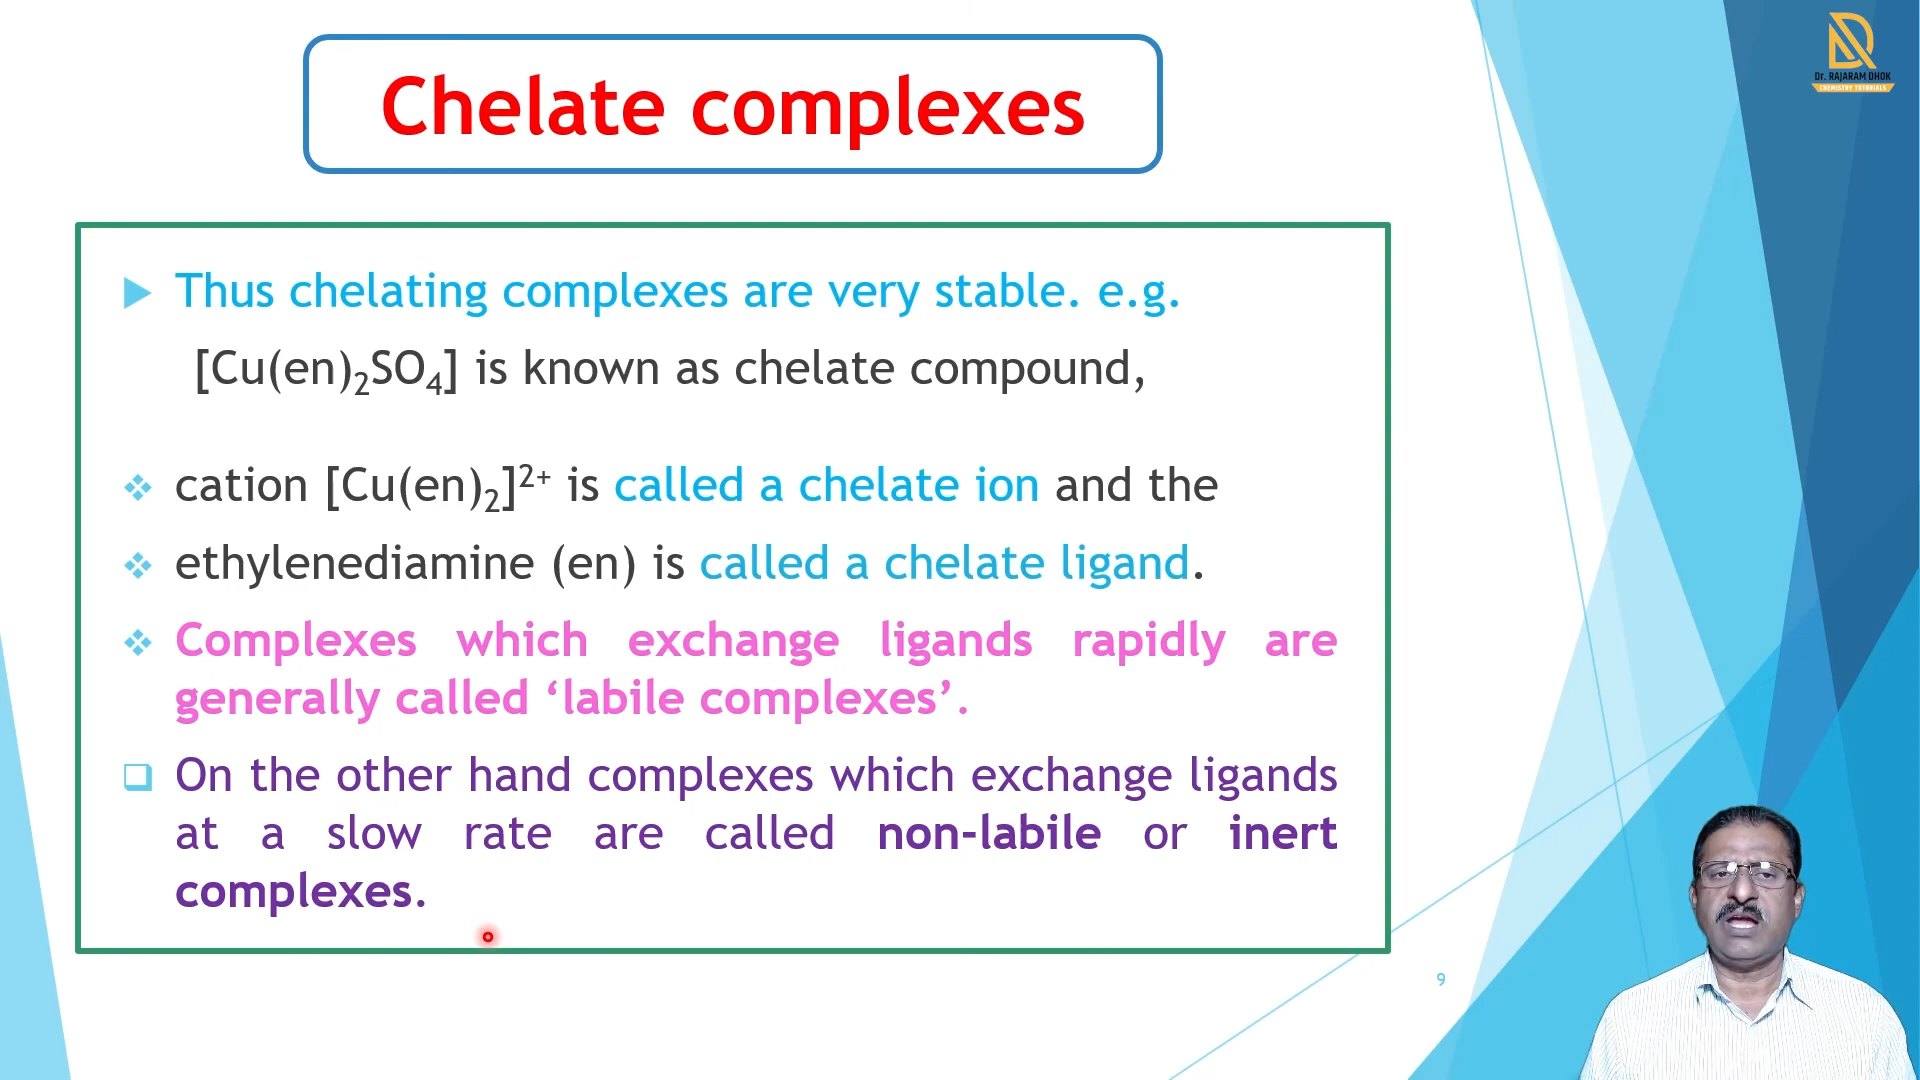 Chelate complexes
Dr. RAJARAM DHOK
CHEMISTRY TUTORIALS
Thus chelating complexes are very stable. e.g.
[Cu(en)₂SO₄] is known as chelate compound,
cation [Cu(en)₂]²⁺ is called a chelate ion and the
ethylenediamine (en) is called a chelate ligand.
Complexes which exchange ligands rapidly are
generally called ‘labile complexes’.
On the other hand complexes which exchange ligands
at a slow rate are called non-labile or inert
complexes.
9